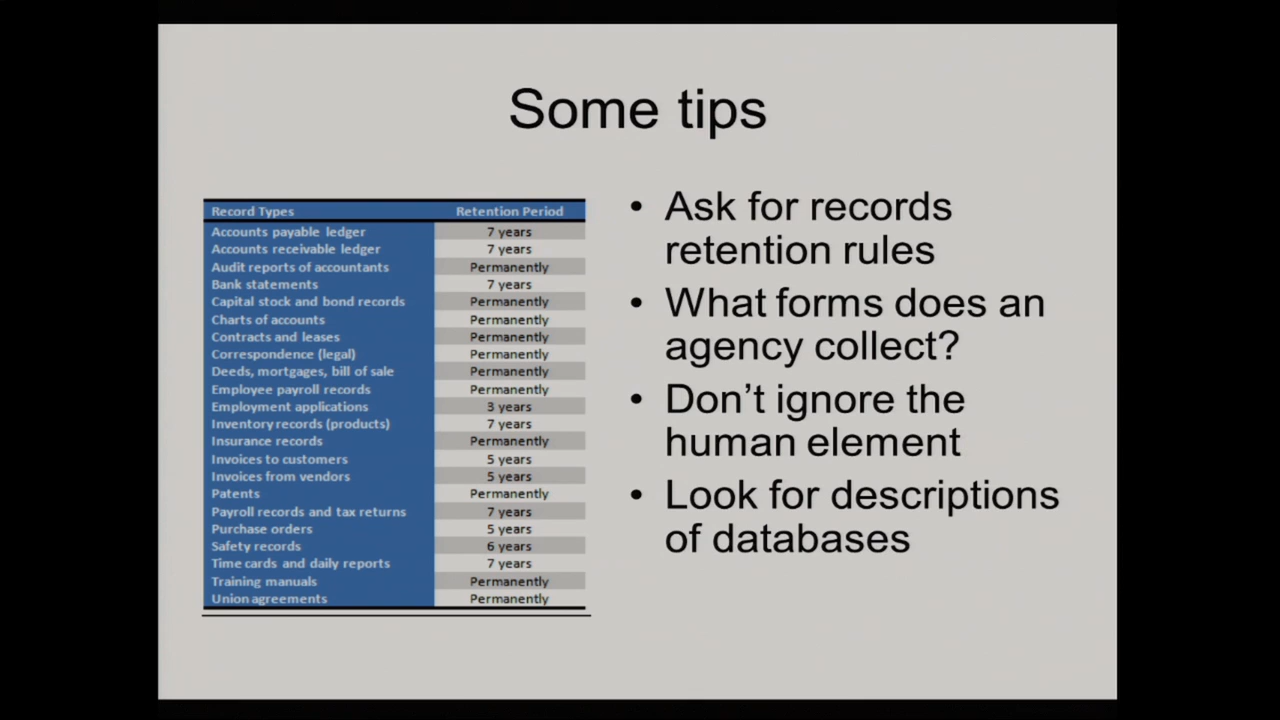 Some tips
Record Types Retention Period
Accounts payable ledger 7 years
Accounts receivable ledger 7 years
Audit reports of accountants Permanently
Bank statements 7 years
Capital stock and bond records Permanently
Charts of accounts Permanently
Contracts and leases Permanently
Correspondence (legal) Permanently
Deeds, mortgages, bill of sale Permanently
Employee payroll records Permanently
Employment applications 3 years
Inventory records (products) 7 years
Insurance records Permanently
Invoices to customers 5 years
Invoices from vendors 5 years
Patents Permanently
Payroll records and tax returns 7 years
Purchase orders 5 years
Safety records 6 years
Time cards and daily reports 7 years
Training manuals Permanently
Union agreements Permanently
• Ask for records
retention rules
• What forms does an
agency collect?
• Don’t ignore the
human element
• Look for descriptions
of databases